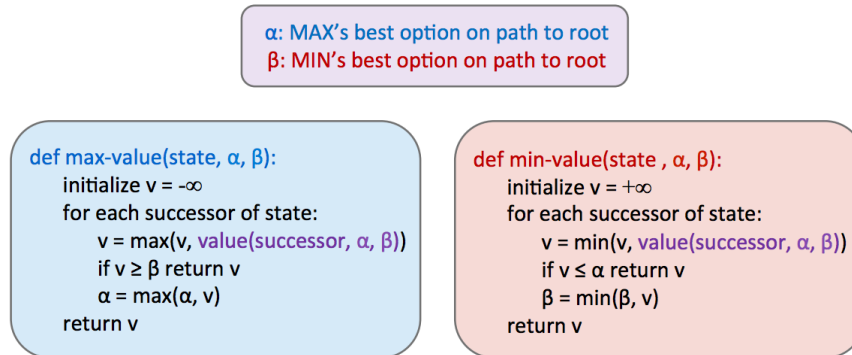 α: MAX's best option on path to root
β: MIN's best option on path to root
def max-value(state, α, β):
initialize v = -∞
for each successor of state:
v = max(v, value(successor, α, β))
if v ≥ β return v
α = max(α, v)
return v
def min-value(state , α, β):
initialize v = +∞
for each successor of state:
v = min(v, value(successor, α, β))
if v ≤ α return v
β = min(β, v)
return v